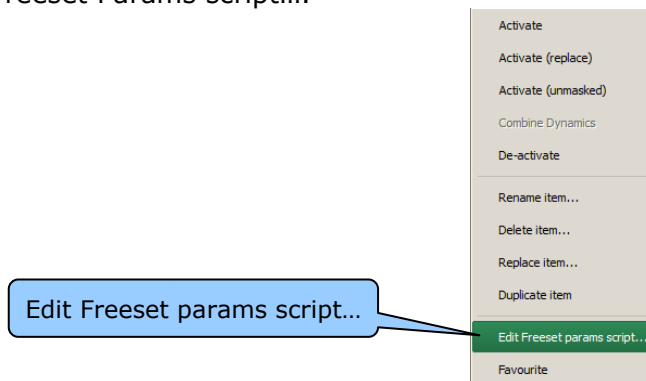 reeset Params script….
Activate
Activate (replace)
Activate (unmasked)
Combine Dynamics
De-activate
Rename item...
Delete item...
Replace item...
Duplicate item
Edit Freeset params script…
Edit Freeset params script...
Favourite